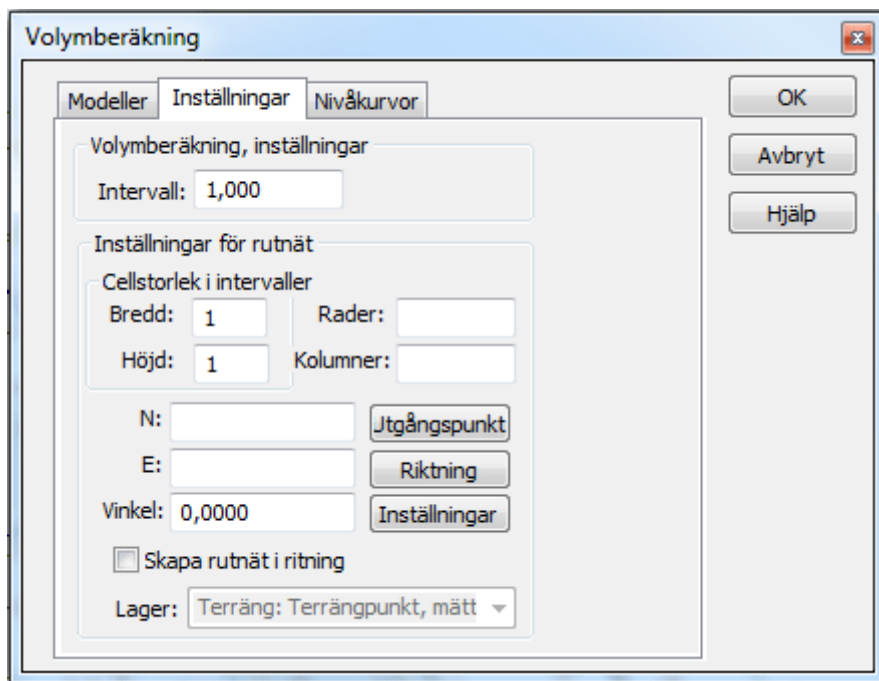 Volymberäkning
Modeller Inställningar Nivåkurvor
OK
Avbryt
Hjälp
Volymberäkning, inställningar
Intervall: 1,000
Inställningar för rutnät
Cellstorlek i intervaller
Bredd: 1 Rader:
Höjd: 1 Kolumner:
N: Utgångspunkt
E: Riktning
Vinkel: 0,0000 Inställningar
Skapa rutnät i ritning
Lager: Terräng: Terrängpunkt, mätt